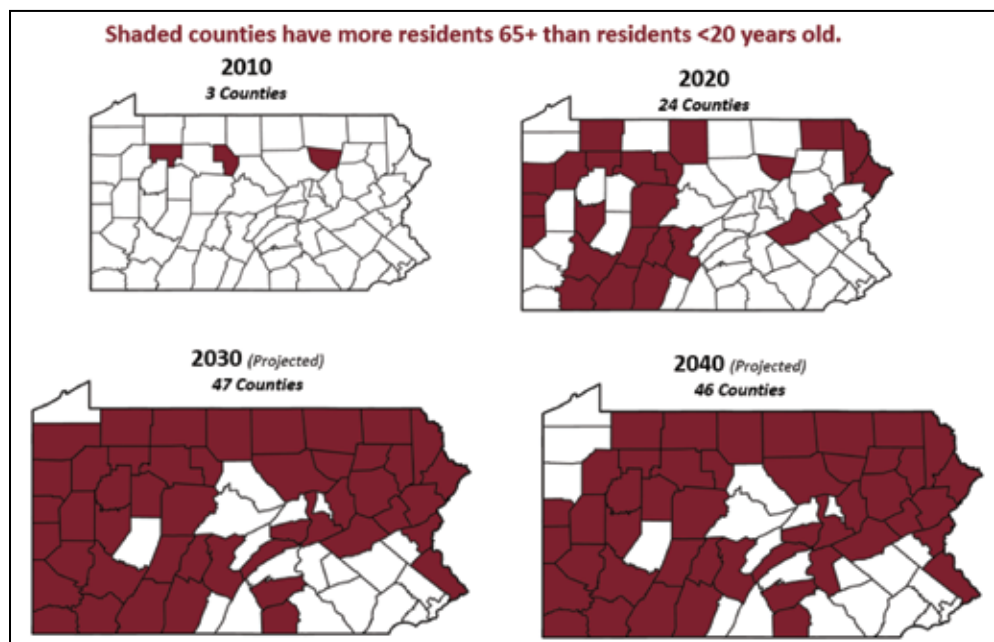 Shaded counties have more residents 65+ than residents <20 years old.
2010
3 Counties
2020
24 Counties
2030 (Projected)
47 Counties
2040 (Projected)
46 Counties